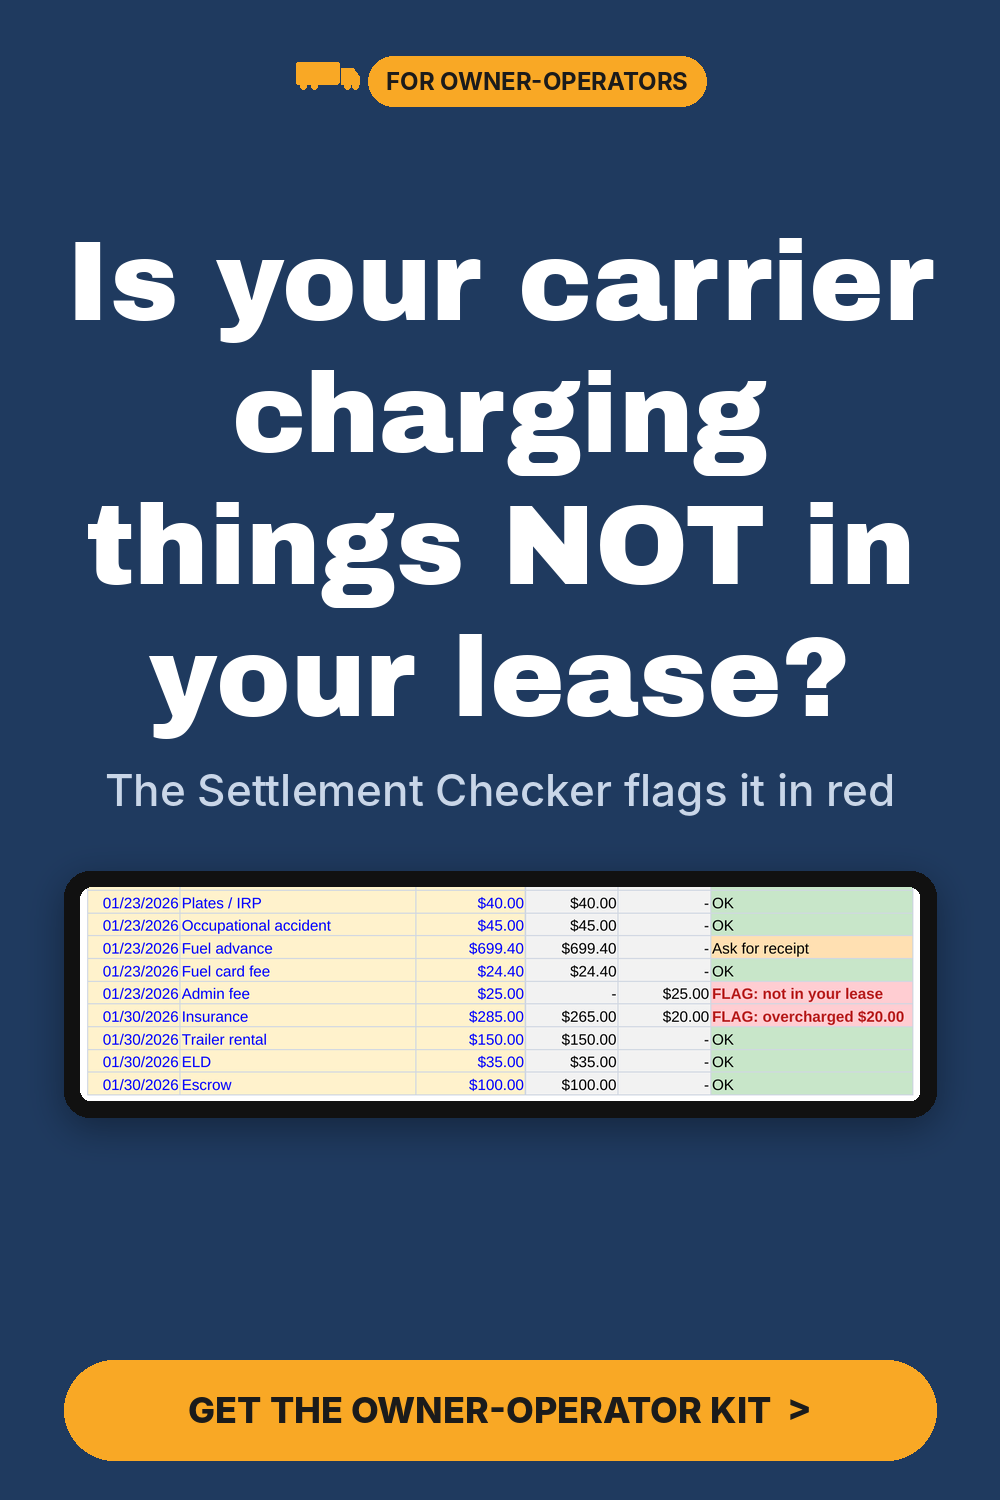 FOR OWNER-OPERATORS
Is your carrier
charging
things NOT in
your lease?
The Settlement Checker flags it in red
01/23/2026 Plates / IRP $40.00 $40.00 - OK
01/23/2026 Occupational accident $45.00 $45.00 - OK
01/23/2026 Fuel advance $699.40 $699.40 - Ask for receipt
01/23/2026 Fuel card fee $24.40 $24.40 - OK
01/23/2026 Admin fee $25.00 - $25.00 FLAG: not in your lease
01/30/2026 Insurance $285.00 $265.00 $20.00 FLAG: overcharged $20.00
01/30/2026 Trailer rental $150.00 $150.00 - OK
01/30/2026 ELD $35.00 $35.00 - OK
01/30/2026 Escrow $100.00 $100.00 - OK
GET THE OWNER-OPERATOR KIT >